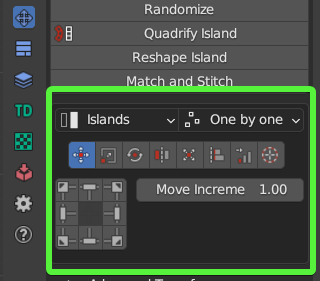 Randomize
Quadrify Island
Reshape Island
Match and Stitch
TD
Islands One by one
Move Increme 1.00